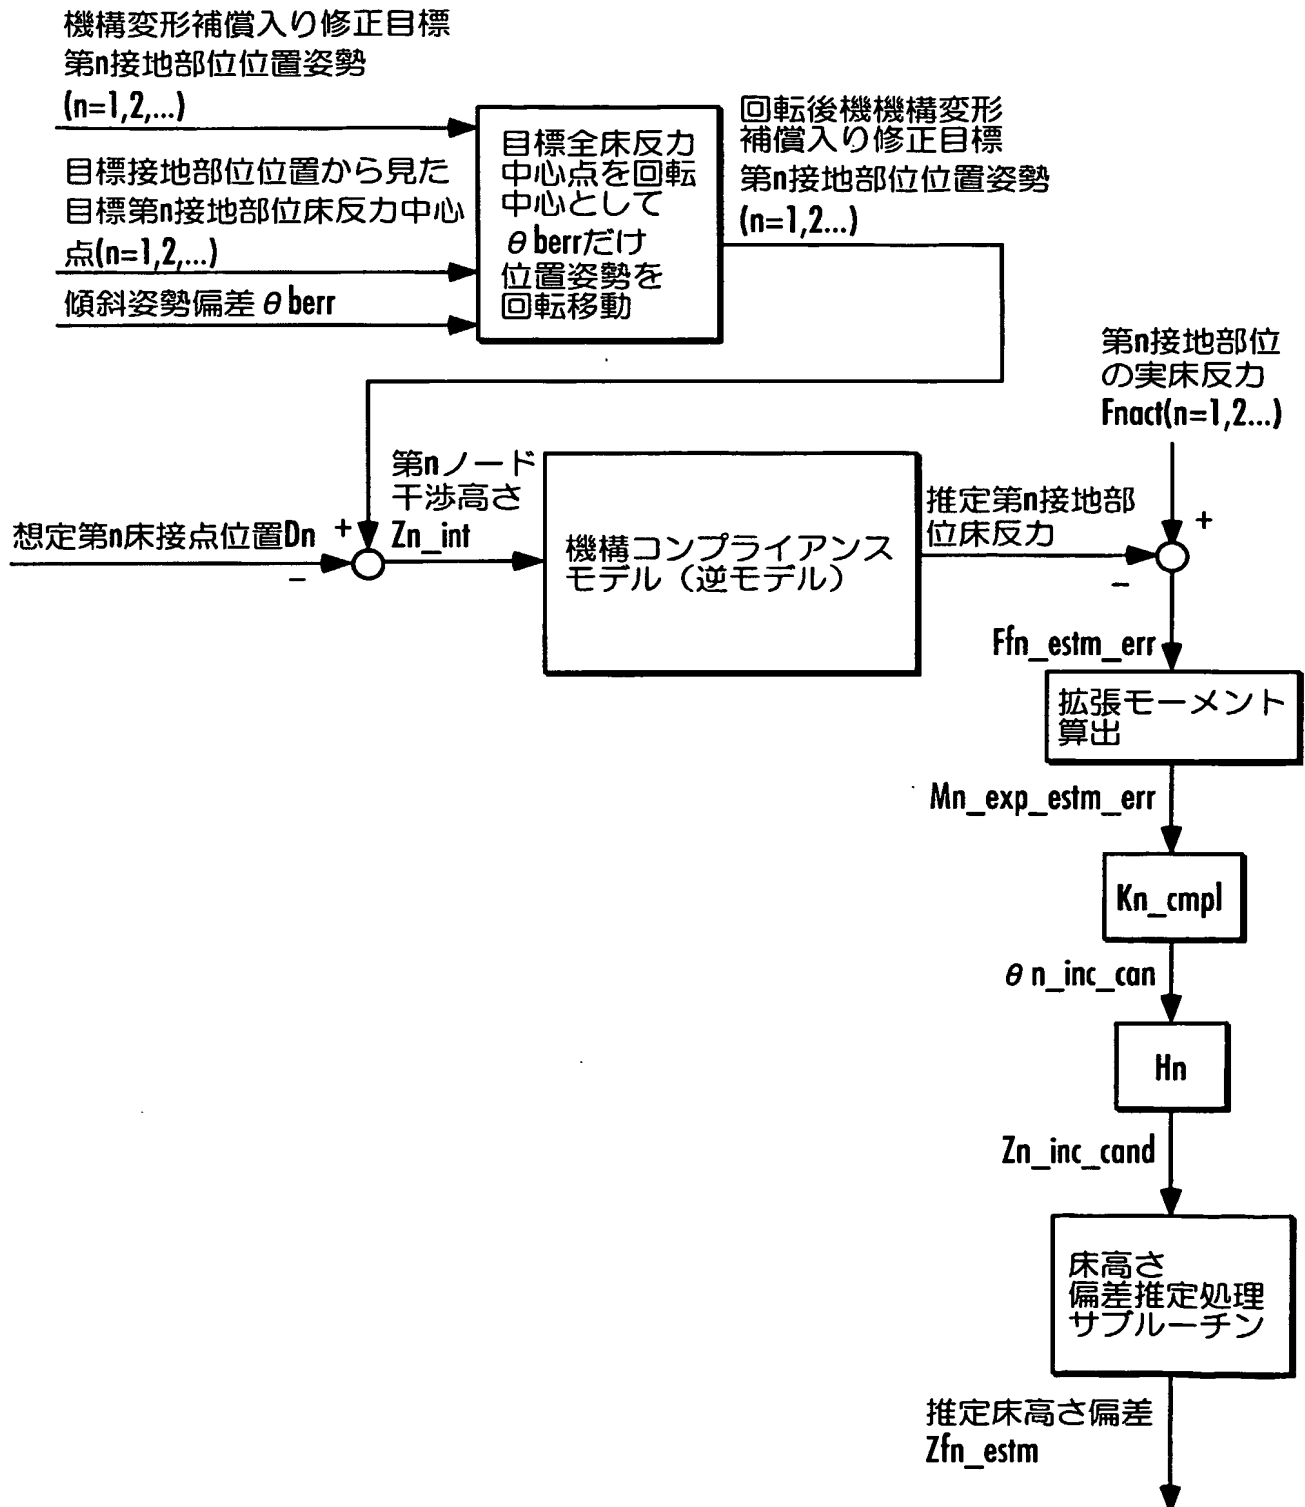 機構変形補償入り修正目標
第n接地部位位置姿勢
(n=1,2,...)
目標接地部位位置から見た
目標第n接地部位床反力中心
点(n=1,2,...)
傾斜姿勢偏差θberr
目標全床反力
中心点を回転
中心として
θberrだけ
位置姿勢を
回転移動
回転後機機構変形
補償入り修正目標
第n接地部位位置姿勢
(n=1,2...)
第n接地部位
の実床反力
Fnact(n=1,2...)
想定第n床接点位置Dn
+
−
第nノード
干渉高さ
Zn_int
機構コンプライアンス
モデル（逆モデル）
推定第n接地部
位床反力
+
−
Ffn_estm_err
拡張モーメント
算出
Mn_exp_estm_err
Kn_cmpl
θn_inc_can
Hn
Zn_inc_cand
床高さ
偏差推定処理
サブルーチン
推定床高さ偏差
Zfn_estm